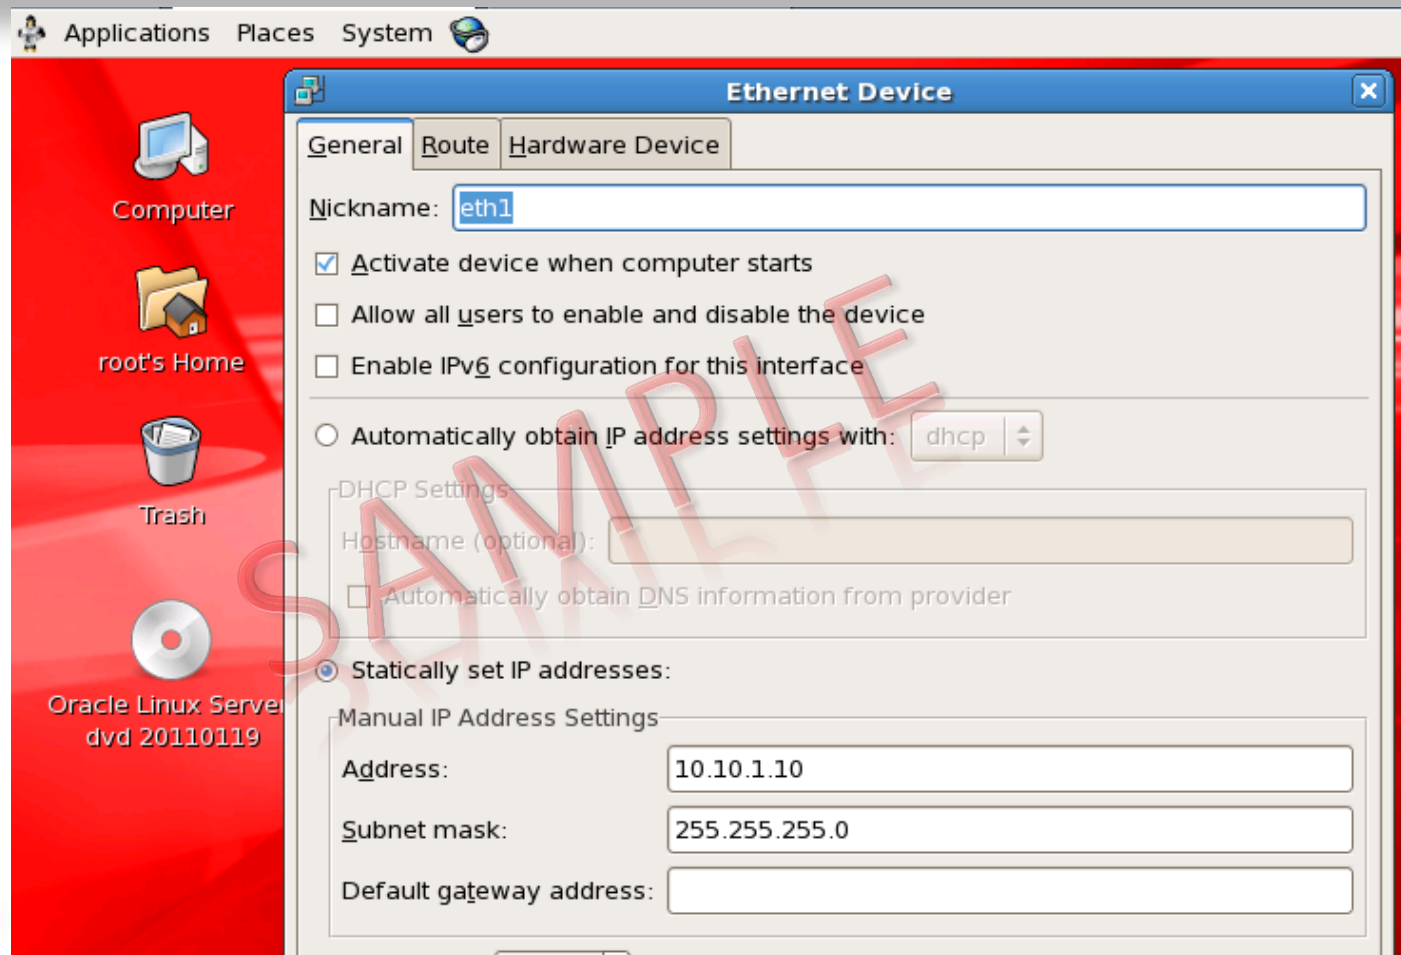 Applications Places System
Ethernet Device
General Route Hardware Device
Nickname: eth1
Activate device when computer starts
Allow all users to enable and disable the device
Enable IPv6 configuration for this interface
Automatically obtain IP address settings with: dhcp
DHCP Settings
Hostname (optional):
Automatically obtain DNS information from provider
Statically set IP addresses:
Manual IP Address Settings
Address: 10.10.1.10
Subnet mask: 255.255.255.0
Default gateway address:
Computer
root's Home
Trash
Oracle Linux Server
dvd 20110119
SAMPLE